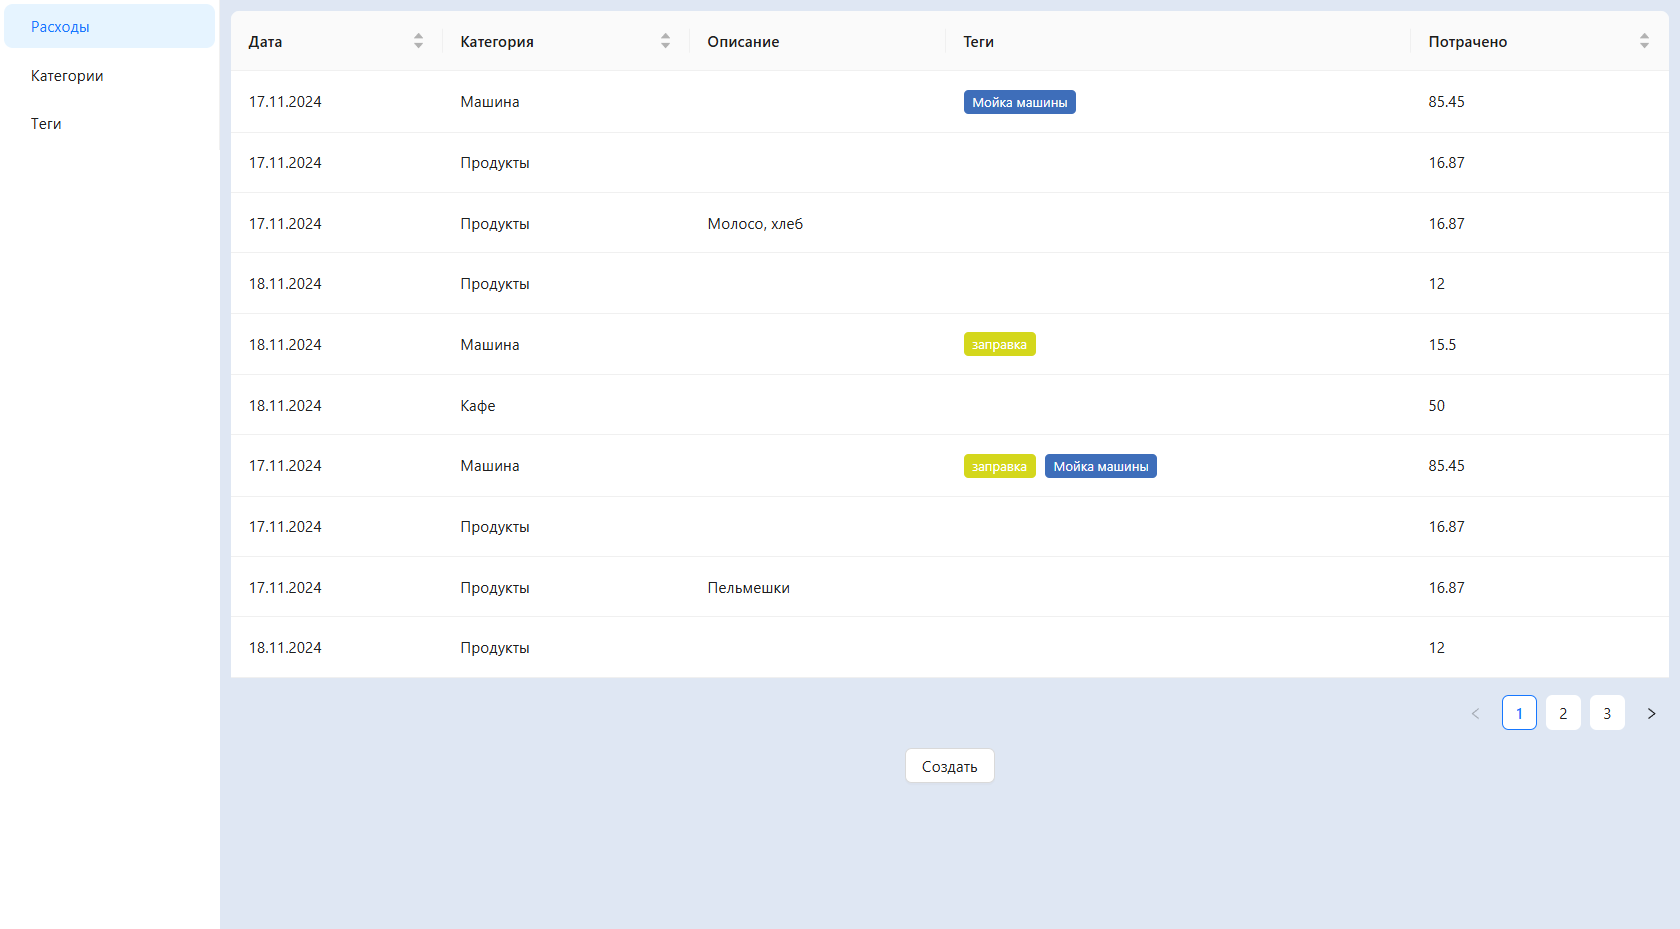 Расходы
Категории
Теги
Дата Категория Описание Теги Потрачено
17.11.2024 Машина Мойка машины 85.45
17.11.2024 Продукты 16.87
17.11.2024 Продукты Молосо, хлеб 16.87
18.11.2024 Продукты 12
18.11.2024 Машина заправка 15.5
18.11.2024 Кафе 50
17.11.2024 Машина заправка Мойка машины 85.45
17.11.2024 Продукты 16.87
17.11.2024 Продукты Пельмешки 16.87
18.11.2024 Продукты 12
1 2 3
Создать